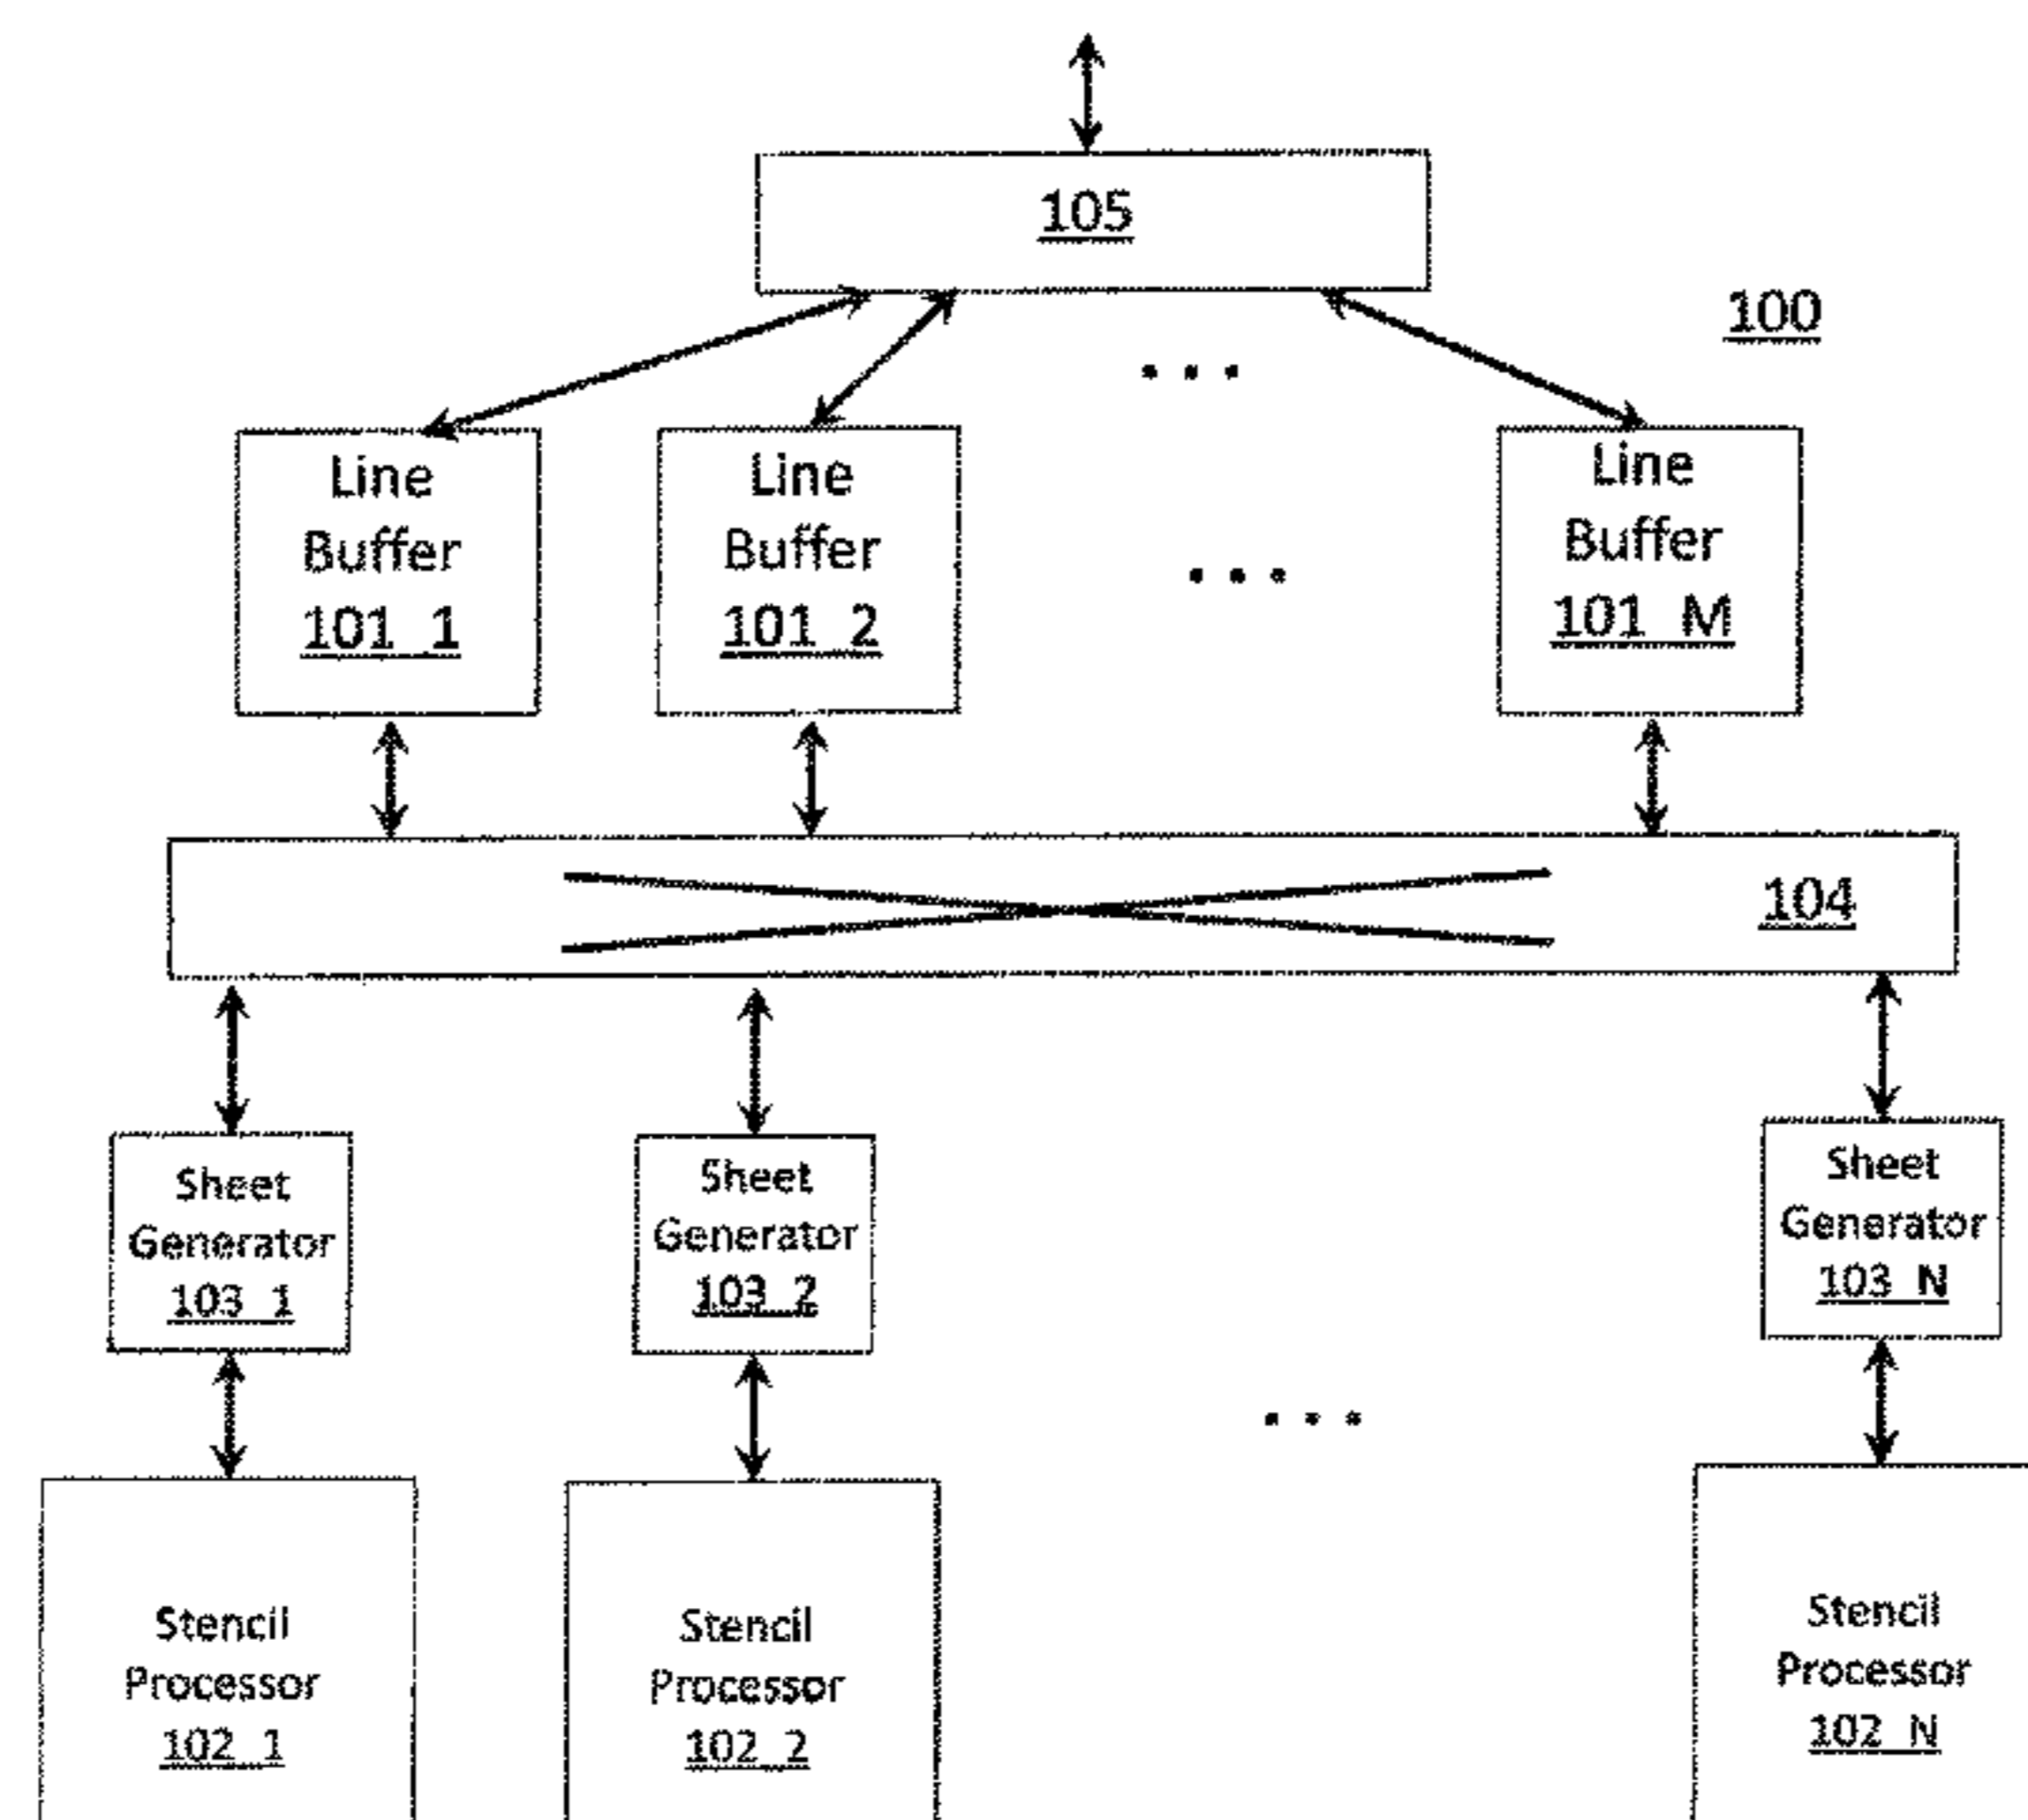 105
100
Line
Buffer
101_1
Line
Buffer
101_2
Line
Buffer
101_M
104
Sheet
Generator
103_1
Sheet
Generator
103_2
Sheet
Generator
103_N
Stencil
Processor
102_1
Stencil
Processor
102_2
Stencil
Processor
102_N